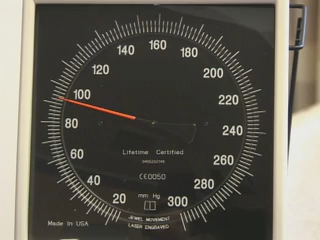 160
140 180
120 200
100 220
80 240
60 260
40 280
20 300
Lifetime Certified
CE0050
mm Hg
JEWEL MOVEMENT
LASER ENGRAVED
Made In USA